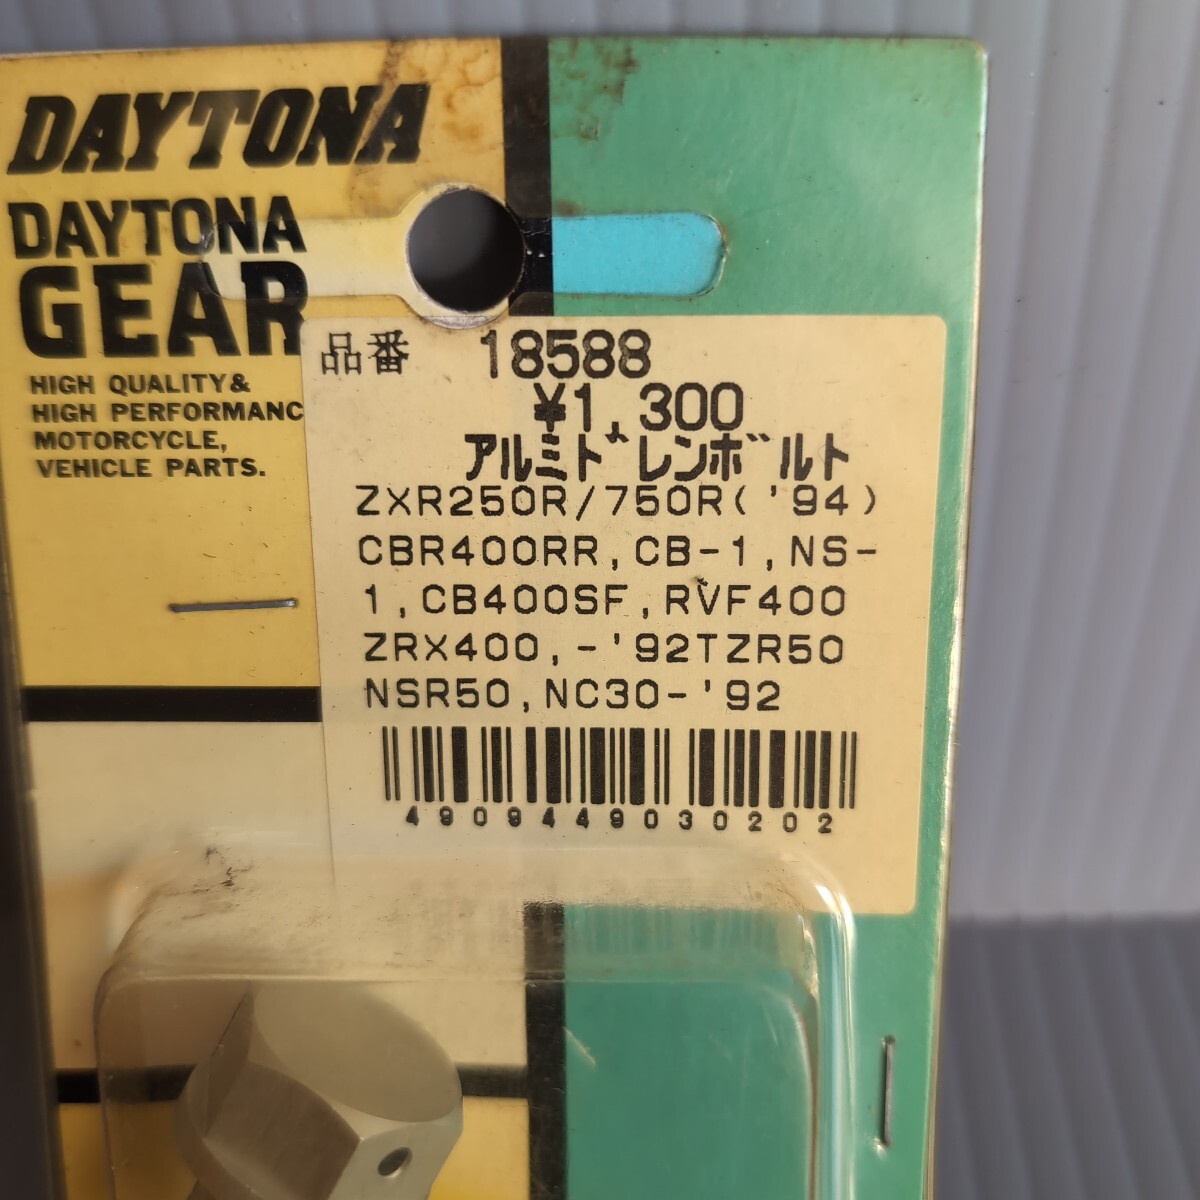 DAYTONA
DAYTONA
GEAR
HIGH QUALITY&
HIGH PERFORMANC
MOTORCYCLE,
VEHICLE PARTS.
品番 18588
¥1,300
アルミドレンボルト
ZXR250R/750R('94)
CBR400RR,CB-1,NS-
1,CB400SF,RVF400
ZRX400,-'92TZR50
NSR50,NC30-'92
4909449030202